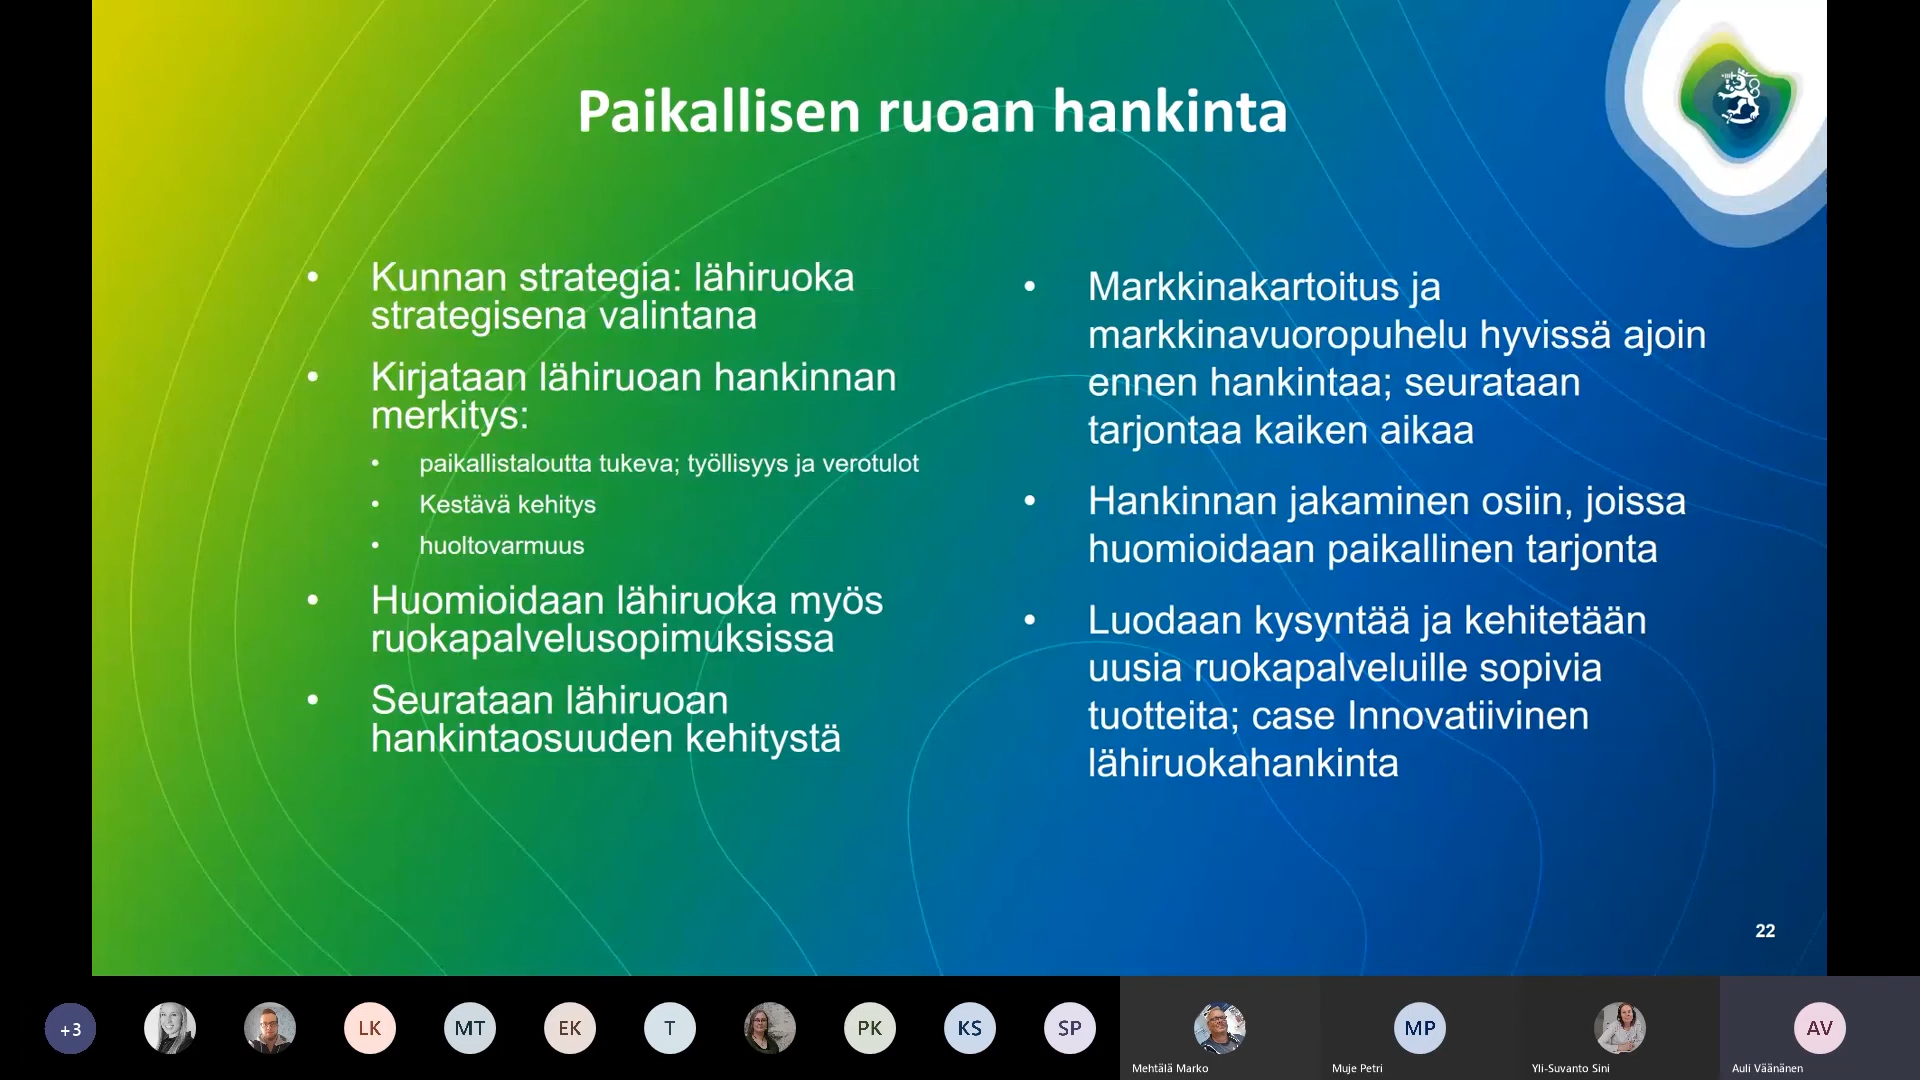 Paikallisen ruoan hankinta
• Kunnan strategia: lähiruoka
strategisena valintana
• Kirjataan lähiruoan hankinnan
merkitys:
• paikallistaloutta tukeva; työllisyys ja verotulot
• Kestävä kehitys
• huoltovarmuus
• Huomioidaan lähiruoka myös
ruokapalvelusopimuksissa
• Seurataan lähiruoan
hankintaosuuden kehitystä
• Markkinakartoitus ja
markkinavuoropuhelu hyvissä ajoin
ennen hankintaa; seurataan
tarjontaa kaiken aikaa
• Hankinnan jakaminen osiin, joissa
huomioidaan paikallinen tarjonta
• Luodaan kysyntää ja kehitetään
uusia ruokapalveluille sopivia
tuotteita; case Innovatiivinen
lähiruokahankinta
22
+3
LK
MT
EK
T
PK
KS
SP
MP
AV
Mehtälä Marko
Muje Petri
Yli-Suvanto Sini
Auli Väänänen